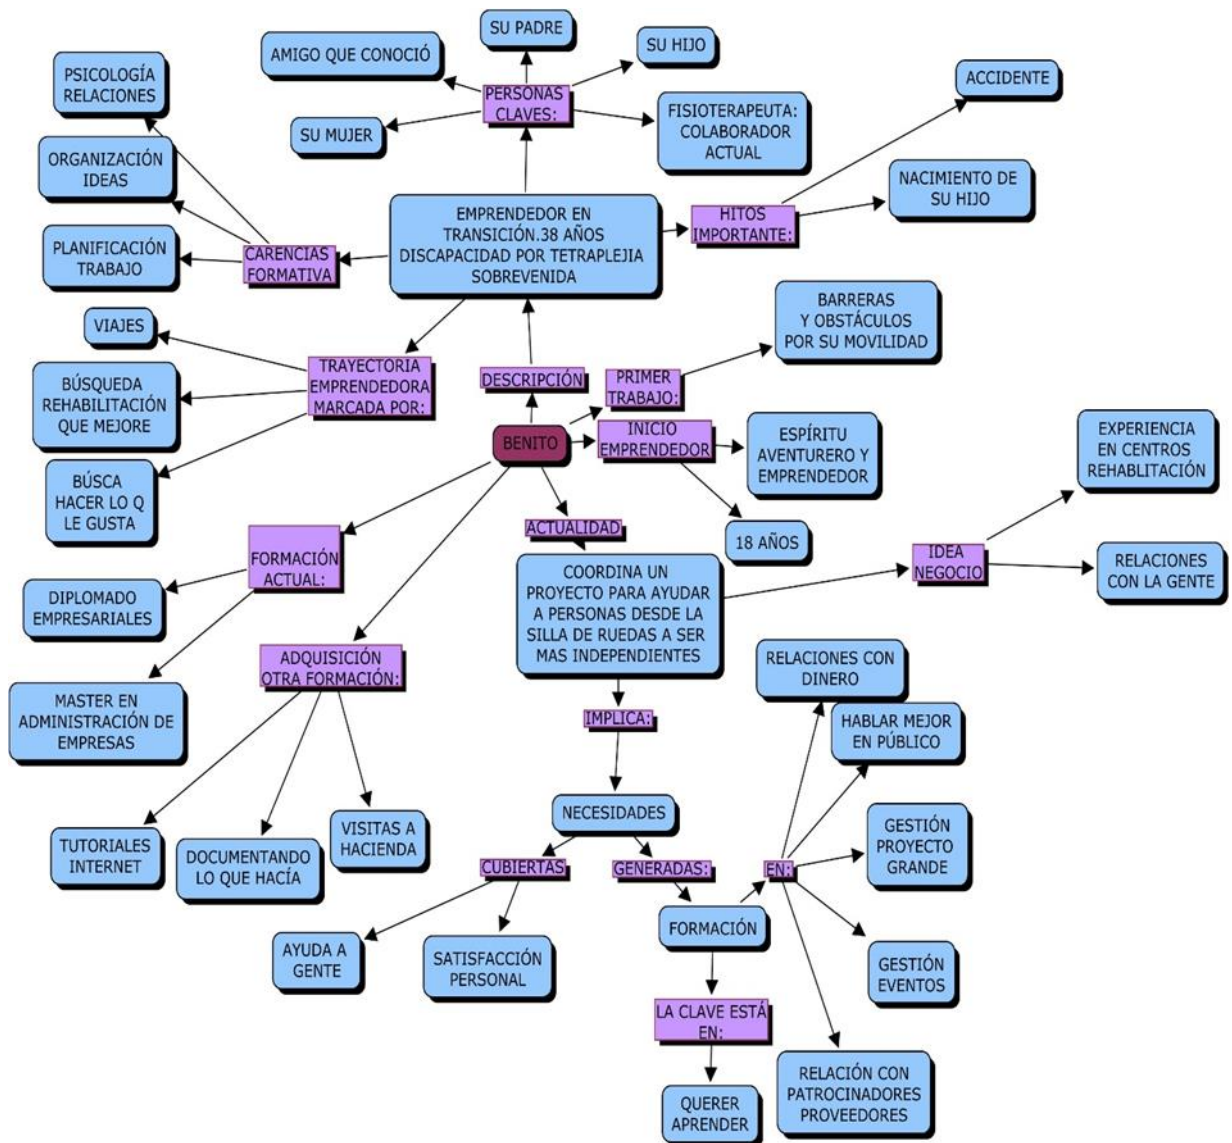 SU PADRE
SU HIJO
AMIGO QUE CONOCIÓ
PSICOLOGÍA
RELACIONES
ACCIDENTE
PERSONAS
CLAVES:
FISIOTERAPEUTA:
COLABORADOR
ACTUAL
SU MUJER
ORGANIZACIÓN
IDEAS
NACIMIENTO DE
SU HIJO
EMPRENDEDOR EN
TRANSICIÓN.38 AÑOS
DISCAPACIDAD POR TETRAPLEJIA
SOBREVENIDA
HITOS
IMPORTANTE:
PLANIFICACIÓN
TRABAJO
CARENCIAS
FORMATIVA
BARRERAS
Y OBSTÁCULOS
POR SU MOVILIDAD
VIAJES
TRAYECTORIA
EMPRENDEDORA
MARCADA POR:
DESCRIPCIÓN
PRIMER
TRABAJO:
BÚSQUEDA
REHABILITACIÓN
QUE MEJORE
BENITO
INICIO
EMPRENDEDOR
ESPÍRITU
AVENTURERO Y
EMPRENDEDOR
EXPERIENCIA
EN CENTROS
REHABLITACIÓN
BÚSCA
HACER LO Q
LE GUSTA
ACTUALIDAD
18 AÑOS
FORMACIÓN
ACTUAL:
IDEA
NEGOCIO
RELACIONES
CON LA GENTE
DIPLOMADO
EMPRESARIALES
COORDINA UN
PROYECTO PARA AYUDAR
A PERSONAS DESDE LA
SILLA DE RUEDAS A SER
MAS INDEPENDIENTES
ADQUISICIÓN
OTRA FORMACIÓN:
RELACIONES CON
DINERO
MASTER EN
ADMINISTRACIÓN DE
EMPRESAS
IMPLICA:
HABLAR MEJOR
EN PÚBLICO
NECESIDADES
VISITAS A
HACIENDA
TUTORIALES
INTERNET
DOCUMENTANDO
LO QUE HACÍA
GESTIÓN
PROYECTO
GRANDE
CUBIERTAS
GENERADAS:
EN:
FORMACIÓN
AYUDA A
GENTE
SATISFACCIÓN
PERSONAL
GESTIÓN
EVENTOS
LA CLAVE ESTÁ
EN:
RELACIÓN CON
PATROCINADORES
PROVEEDORES
QUERER
APRENDER